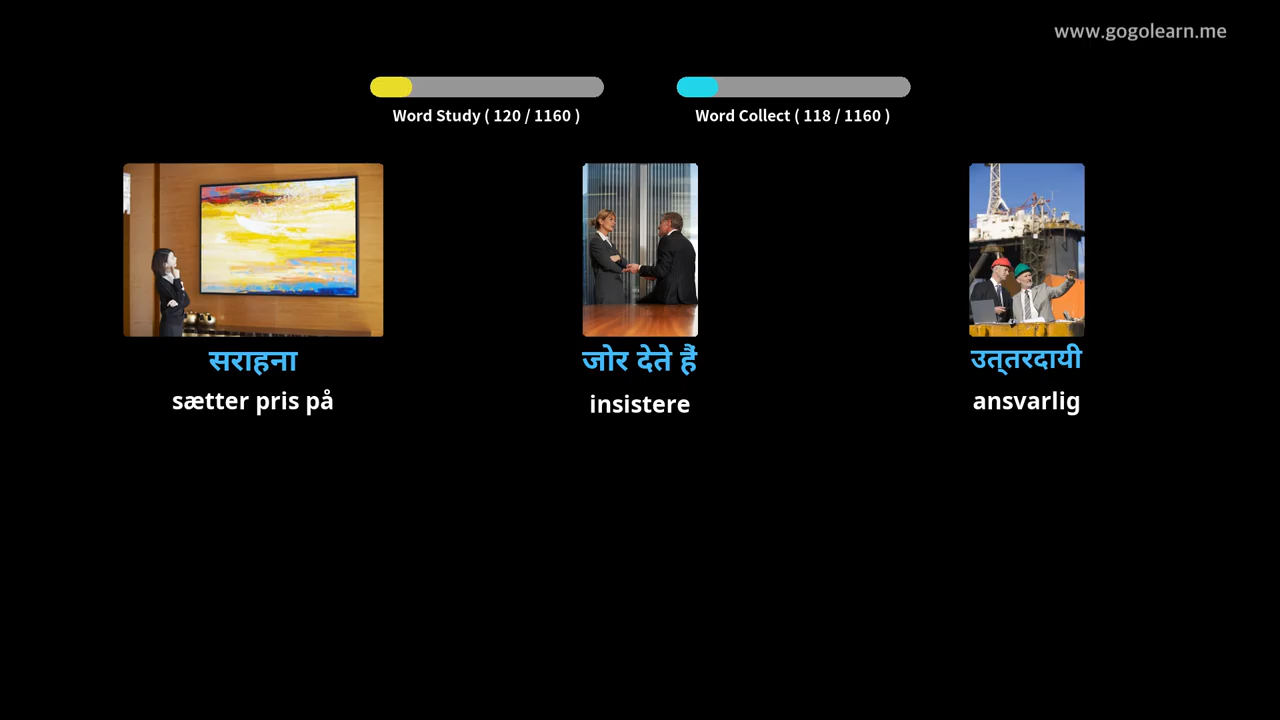 www.gogolearn.me
Word Study ( 120 / 1160 )
Word Collect ( 118 / 1160 )
सराहना
जोर देते हैं
उत्तरदायी
sætter pris på
insistere
ansvarlig